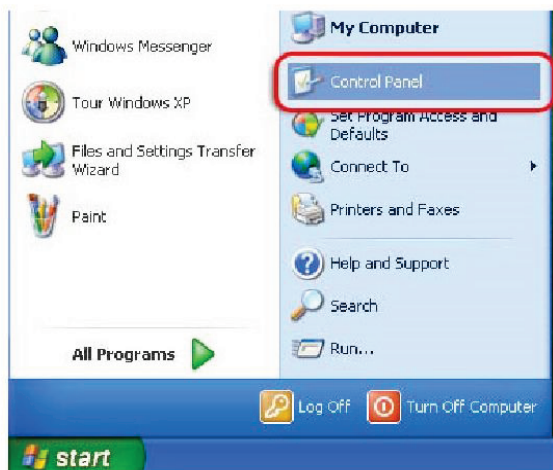 Windows Messenger
Tour Windows XP
Files and Settings Transfer
Wizard
Paint
All Programs
My Computer
Control Panel
Set Program Access and
Defaults
Connect To
Printers and Faxes
Help and Support
Search
Run...
Log Off
Turn Off Computer
start